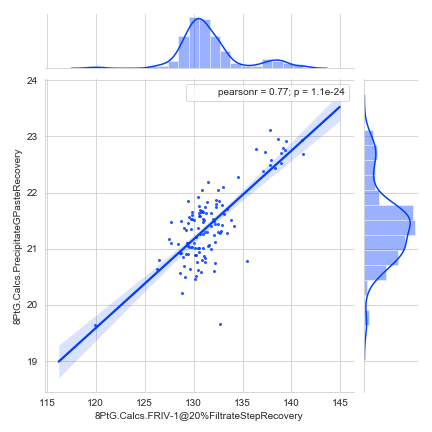 pearsonr = 0.77; p = 1.1e-24
24
23
22
21
20
19
8PtG.Calcs.PrecipitateGPasteRecovery
115 120 125 130 135 140 145
8PtG.Calcs.FRIV-1@20%FiltrateStepRecovery